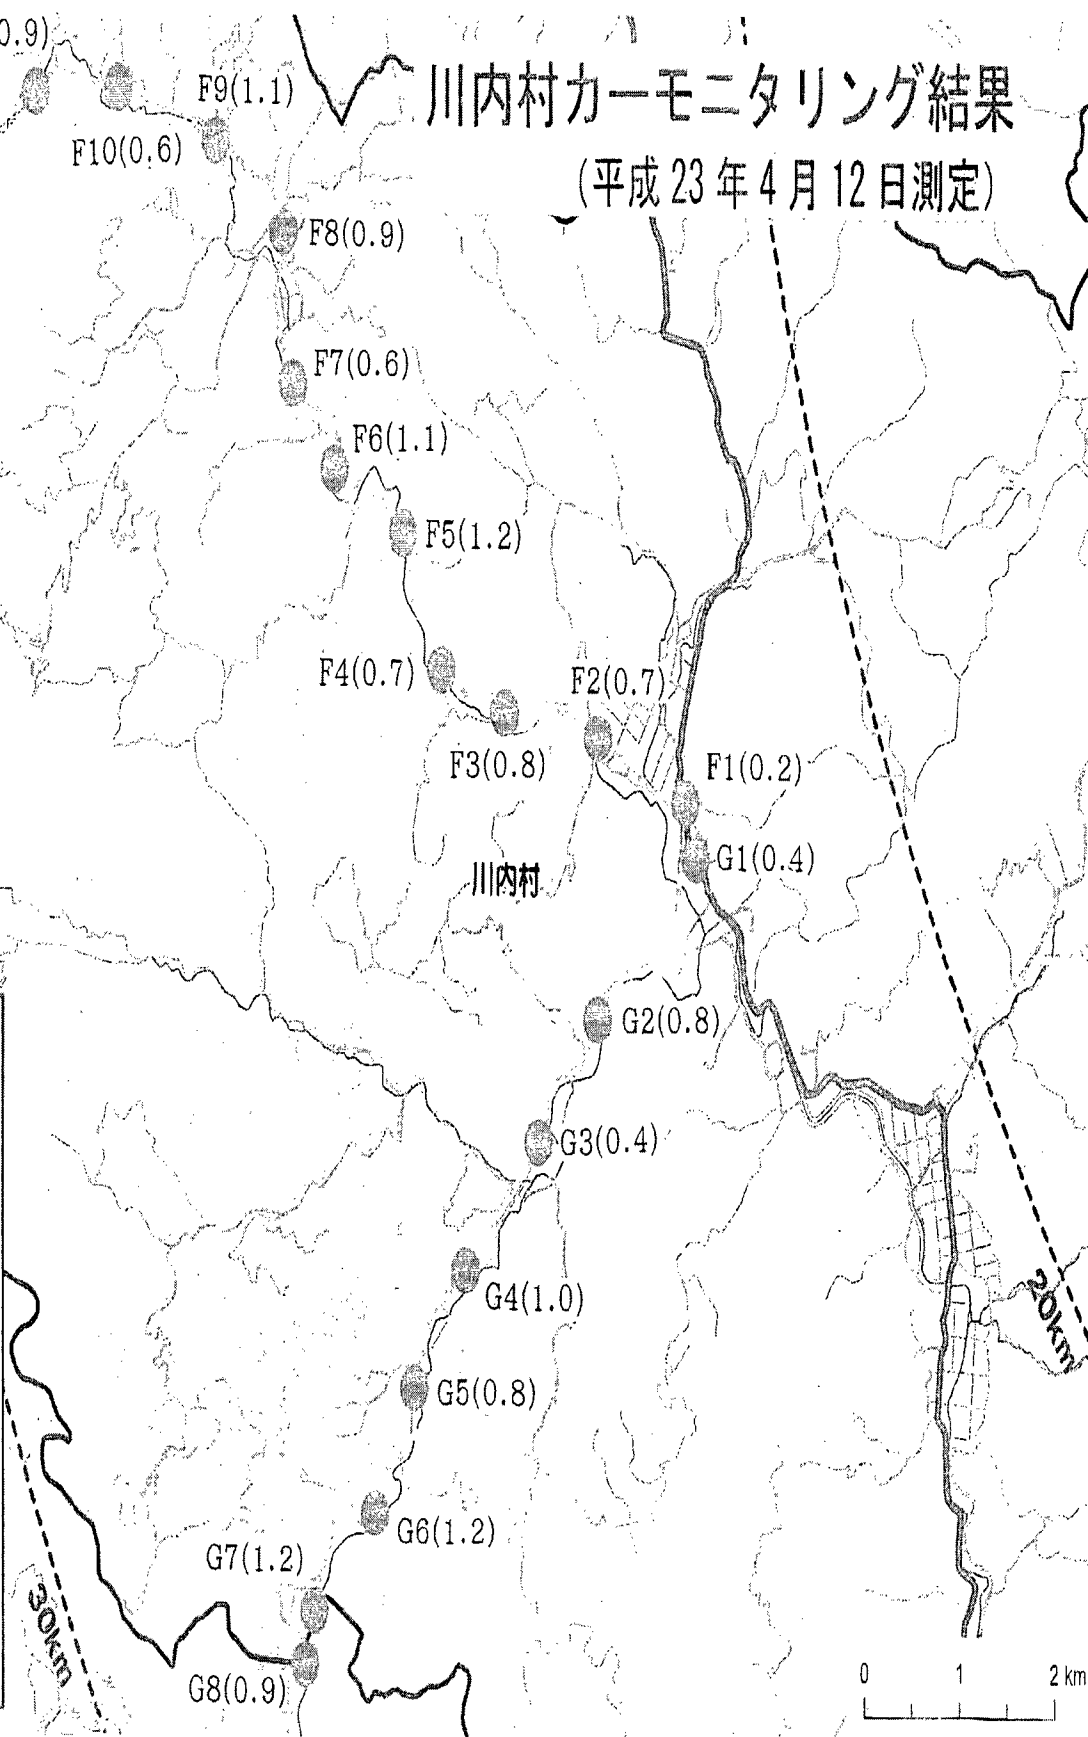 0.9)
川内村カーモニタリング結果
(平成23年4月12日測定)
F9(1.1)
F10(0.6)
F8(0.9)
F7(0.6)
F6(1.1)
F5(1.2)
F4(0.7)
F2(0.7)
F3(0.8)
F1(0.2)
G1(0.4)
川内村
G2(0.8)
G3(0.4)
G4(1.0)
20km
G5(0.8)
G6(1.2)
G7(1.2)
30km
G8(0.9)
0 1 2 km